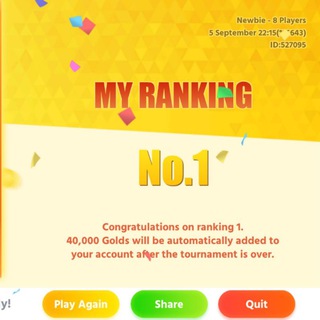 Newbie - 8 Players
5 September 22:15(
643)
ID:527095
MY RANKING
No.1
Congratulations on ranking 1.
40,000 Golds will be automatically added to
your account after the tournament is over.
y!
Play Again
Share
Quit